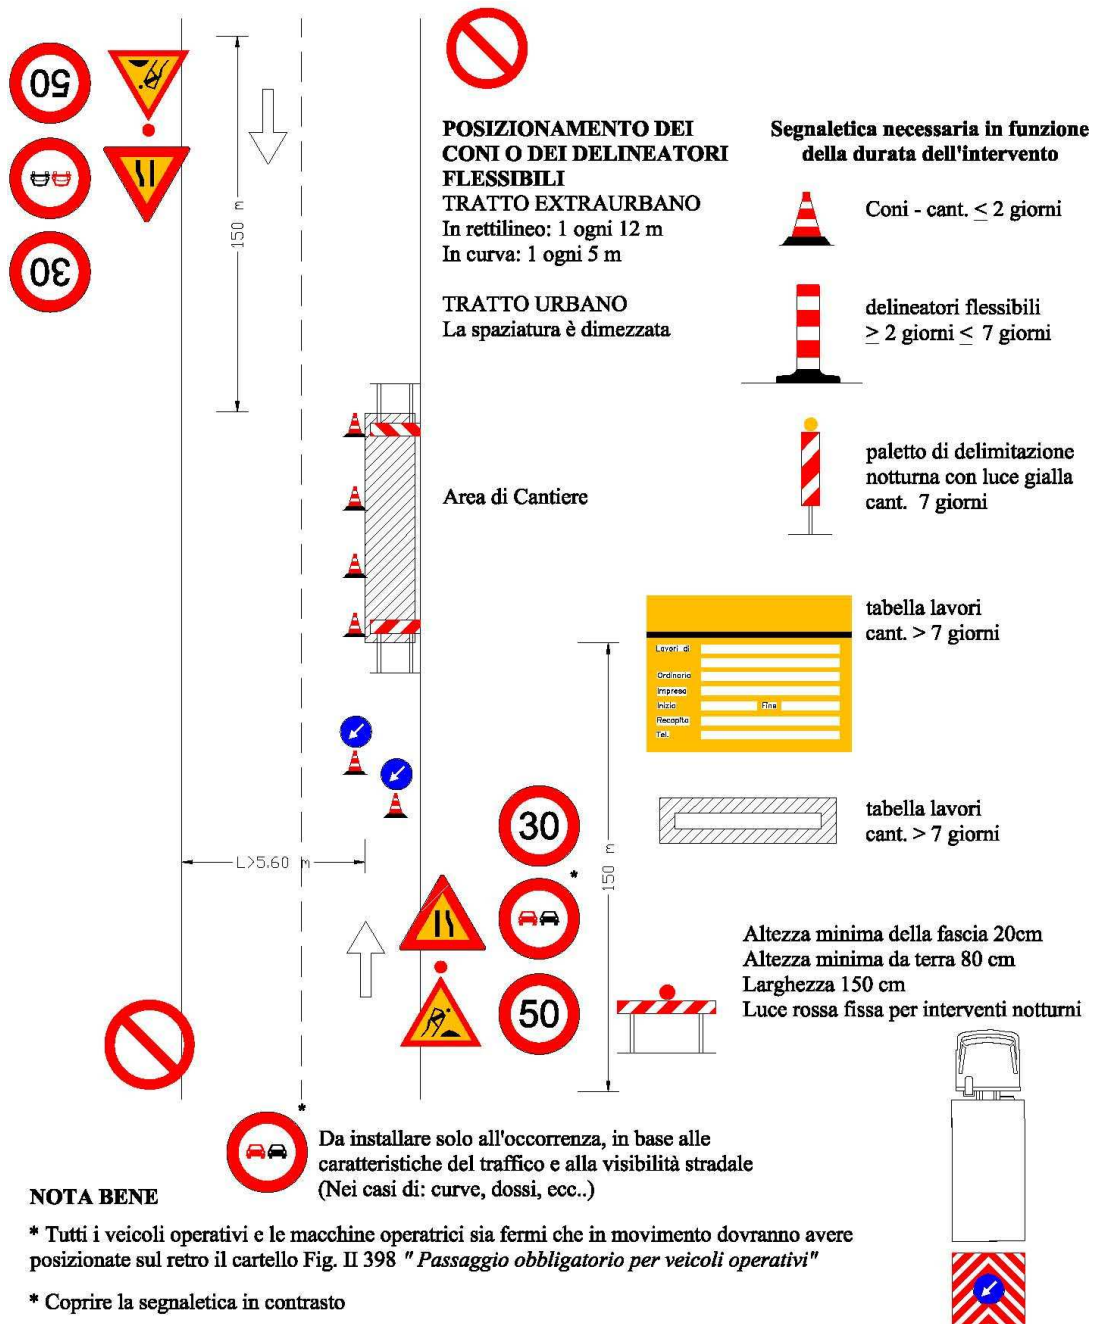 50
30
150 m
POSIZIONAMENTO DEI
CONI O DEI DELINEATORI
FLESSIBILI
TRATTO EXTRAURBANO
In rettilineo: 1 ogni 12 m
In curva: 1 ogni 5 m
TRATTO URBANO
La spaziatura è dimezzata
Segnaletica necessaria in funzione
della durata dell'intervento
Coni - cant. ≤ 2 giorni
delineatori flessibili
≥ 2 giorni ≤ 7 giorni
paletto di delimitazione
notturna con luce gialla
cant. 7 giorni
Area di Cantiere
tabella lavori
cant. > 7 giorni
Lavori di
Ordinaria
Impresa
Inizio Fine
Recapito
Tel.
tabella lavori
cant. > 7 giorni
L>5.60 m
30
*
50
150 m
Altezza minima della fascia 20cm
Altezza minima da terra 80 cm
Larghezza 150 cm
Luce rossa fissa per interventi notturni
*
Da installare solo all'occorrenza, in base alle
caratteristiche del traffico e alla visibilità stradale
(Nei casi di: curve, dossi, ecc..)
NOTA BENE
* Tutti i veicoli operativi e le macchine operatrici sia fermi che in movimento dovranno avere
posizionate sul retro il cartello Fig. II 398 " Passaggio obbligatorio per veicoli operativi"
* Coprire la segnaletica in contrasto